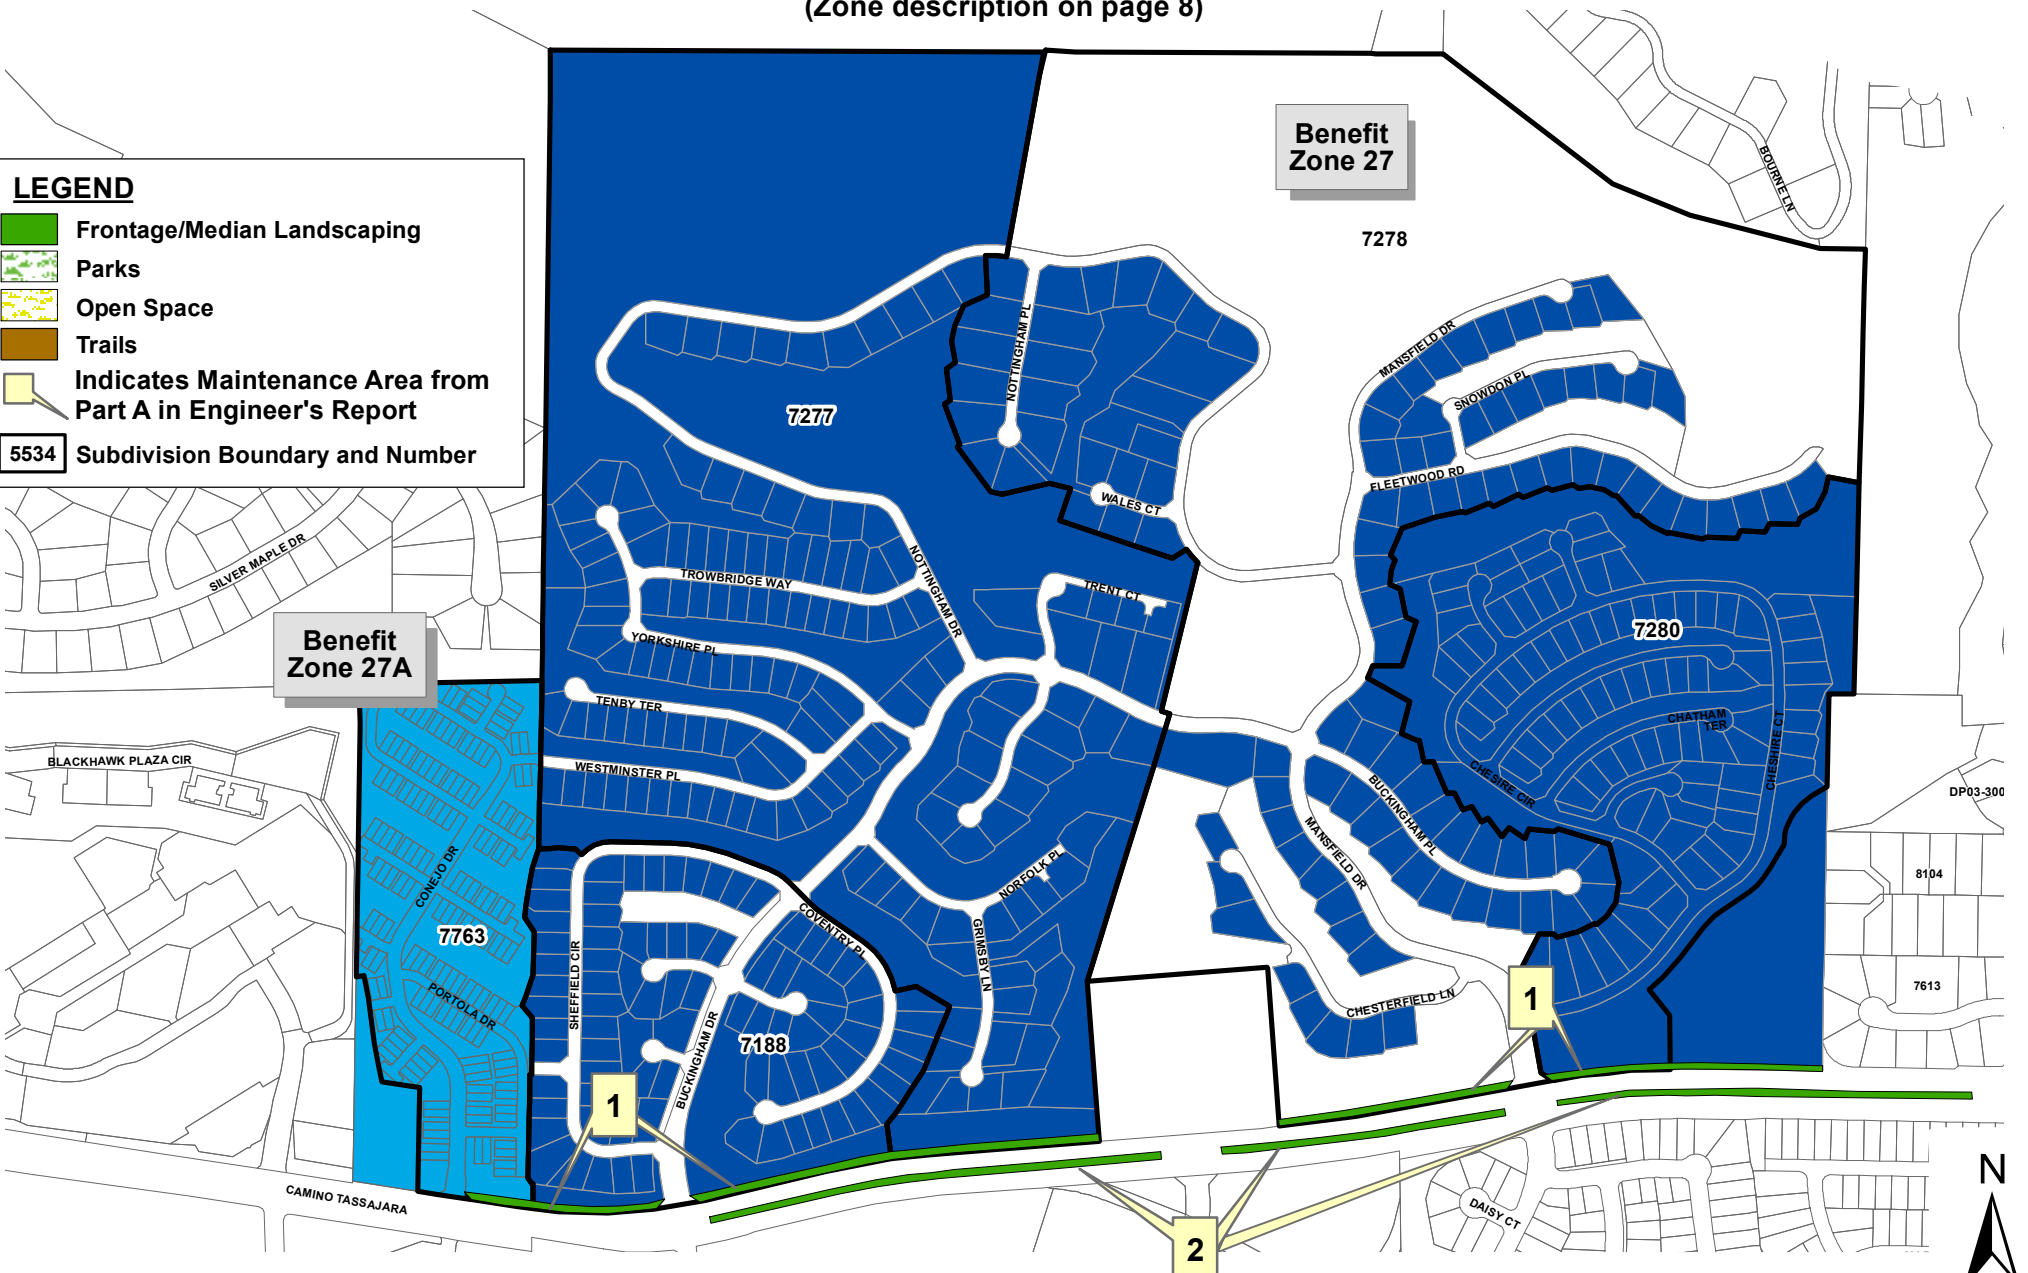 (Zone description on page 8)
Benefit
Zone 27
7278
BOURNE LN
LEGEND
Frontage/Median Landscaping
Parks
Open Space
Trails
Indicates Maintenance Area from
Part A in Engineer's Report
5534
Subdivision Boundary and Number
NOTTINGHAM PL
MANSFIELD DR
SNOWDON PL
7277
FLEETWOOD RD
WALES CT
SILVER MAPLE DR
TROWBRIDGE WAY
NOTTINGHAM DR
TRENT CT
Benefit
Zone 27A
YORKSHIRE PL
7280
TENBY TER
CHATHAM
TER
CHESHIRE CT
BLACKHAWK PLAZA CIR
WESTMINSTER PL
CHESIRE CIR
BUCKINGHAM PL
MANSFIELD DR
DP03-300
CONEJO DR
NORFOLK PL
8104
7763
COVENTRY PL
GRIMSBY LN
SHEFFIELD CIR
PORTOLA DR
CHESTERFIELD LN
1
7613
7188
BUCKINGHAM DR
1
CAMINO TASSAJARA
DAISY CT
2
N